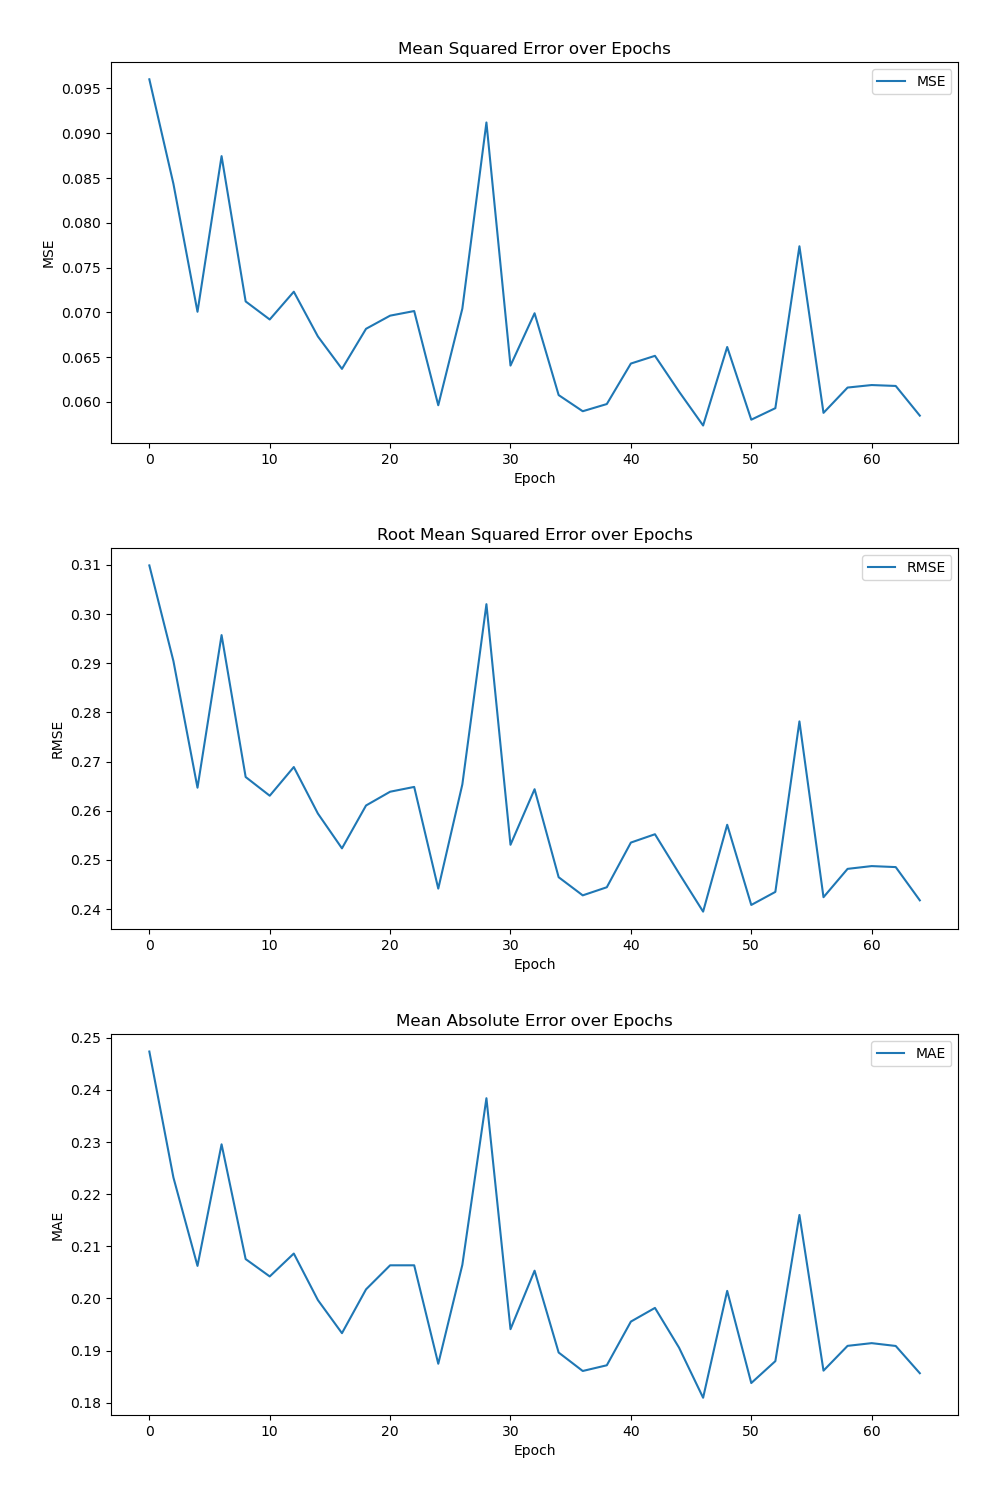 Mean Squared Error over Epochs
MSE
0.095
0.090
0.085
0.080
0.075
0.070
0.065
0.060
MSE
0 10 20 30 40 50 60
Epoch
Root Mean Squared Error over Epochs
RMSE
0.31
0.30
0.29
0.28
0.27
0.26
0.25
0.24
RMSE
0 10 20 30 40 50 60
Epoch
Mean Absolute Error over Epochs
MAE
0.25
0.24
0.23
0.22
0.21
0.20
0.19
0.18
MAE
0 10 20 30 40 50 60
Epoch